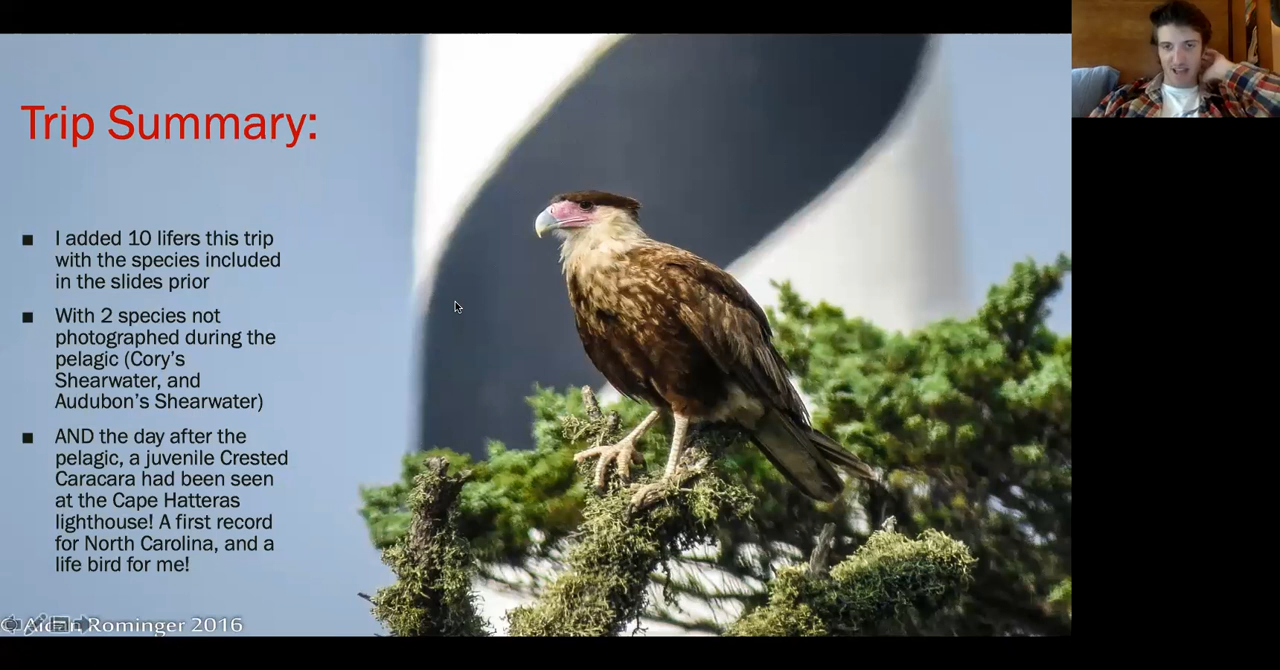 Trip Summary:
I added 10 lifers this trip
with the species included
in the slides prior
With 2 species not
photographed during the
pelagic (Cory's
Shearwater, and
Audubon's Shearwater)
AND the day after the
pelagic, a juvenile Crested
Caracara had been seen
at the Cape Hatteras
lighthouse! A first record
for North Carolina, and a
life bird for me!
© Aidan Rominger 2016